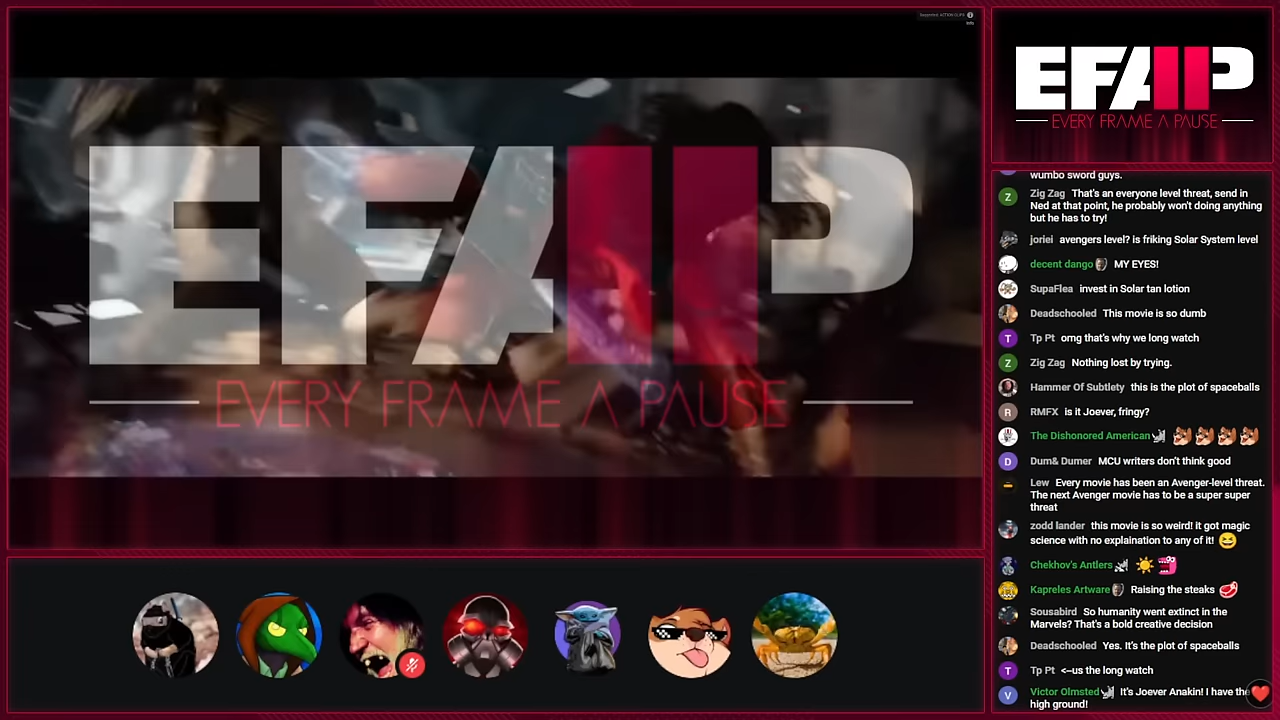 Suspected: ACTION CLIPS
Info
EFAP
EVERY FRAME A PAUSE
EFAP
EVERY FRAME A PAUSE
wumbo sword guys.
Z
Zig Zag That's an everyone level threat, send in
Ned at that point, he probably won't doing anything
but he has to try!
joriei avengers level? is friking Solar System level
decent dango MY EYES!
SupaFlea invest in Solar tan lotion
Deadschooled This movie is so dumb
T
Tp Pt omg that's why we long watch
Z
Zig Zag Nothing lost by trying.
Hammer Of Subtlety this is the plot of spaceballs
R
RMFX is it Joever, fringy?
The Dishonored American
D
Dum& Dumer MCU writers don't think good
Lew Every movie has been an Avenger-level threat.
The next Avenger movie has to be a super super
threat
zodd lander this movie is so weird! it got magic
science with no explaination to any of it!
Chekhov's Antlers
Kapreles Artware Raising the steaks
Sousabird So humanity went extinct in the
Marvels? That's a bold creative decision
Deadschooled Yes. It's the plot of spaceballs
T
Tp Pt <--us the long watch
V
Victor Olmsted It's Joever Anakin! I have the
high ground!